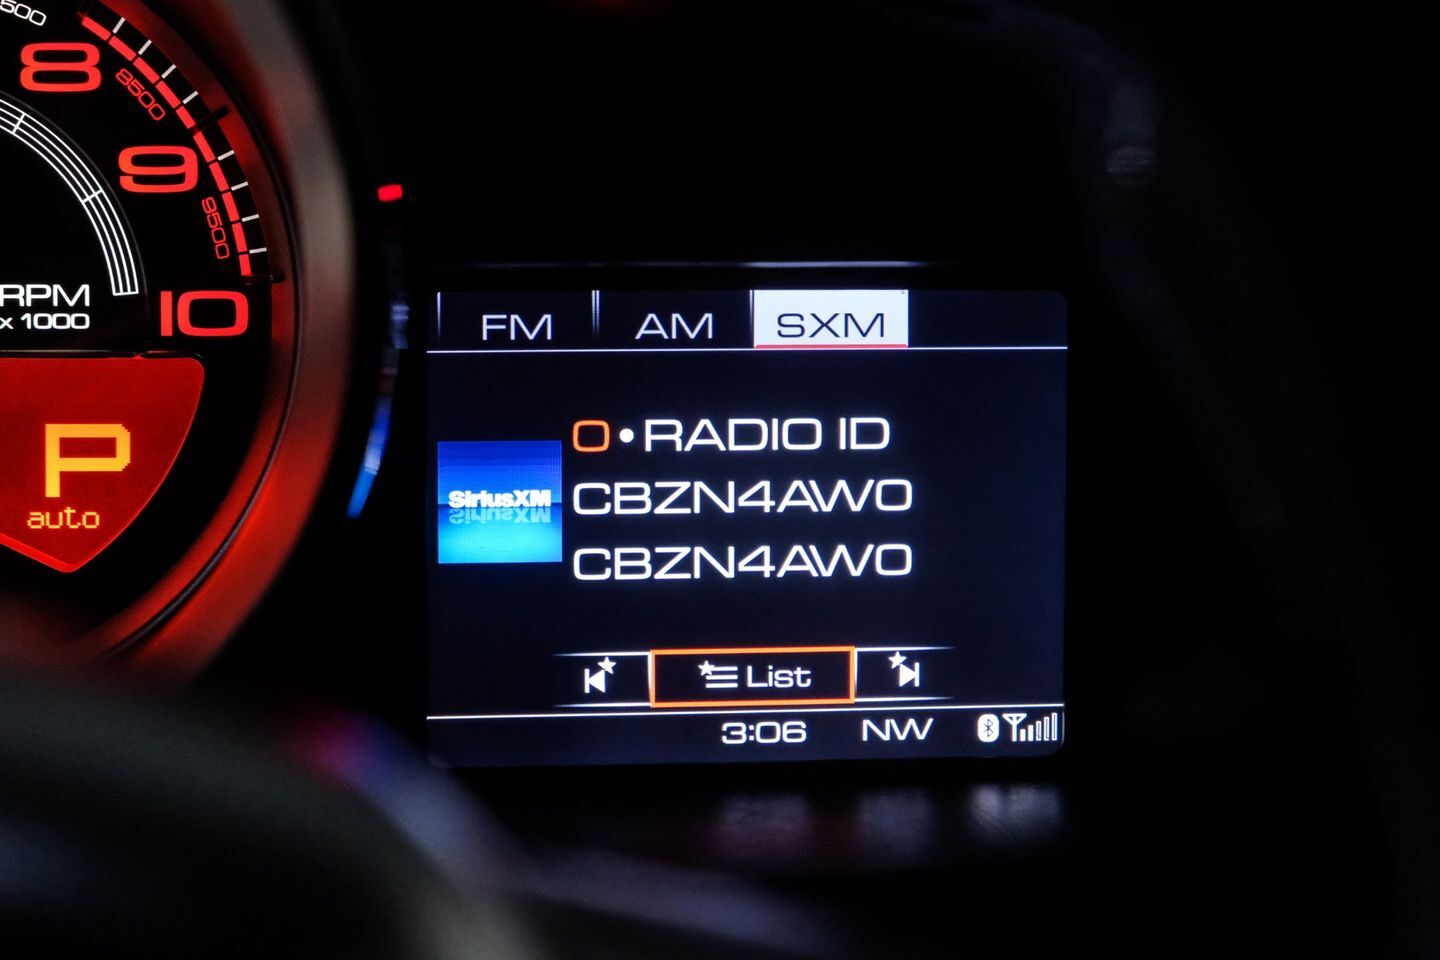 500
8
8500
9
9500
10
RPM
x 1000
P
auto
FM AM SXM
0 • RADIO ID
SiriusXM
CBZN4AW0
CBZN4AW0
List
3:06 NW